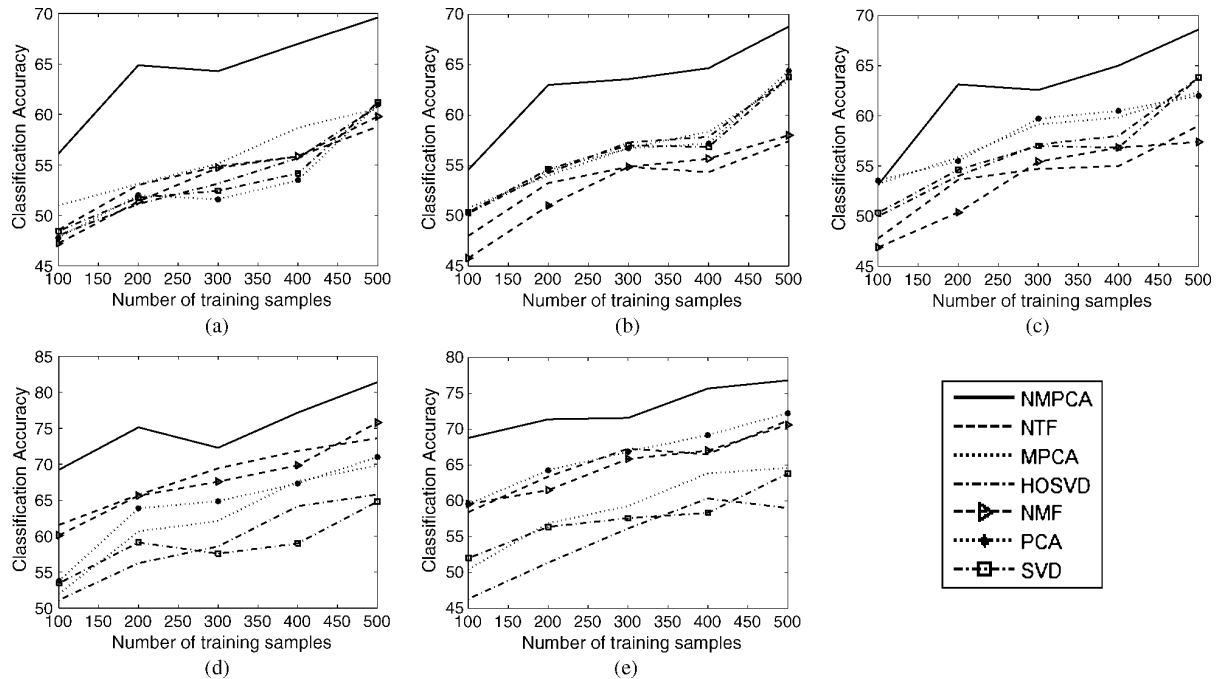 70
65
60
55
50
45
Classification Accuracy
100 150 200 250 300 350 400 450 500
Number of training samples
(a)
70
65
60
55
50
45
Classification Accuracy
100 150 200 250 300 350 400 450 500
Number of training samples
(b)
70
65
60
55
50
45
Classification Accuracy
100 150 200 250 300 350 400 450 500
Number of training samples
(c)
85
80
75
70
65
60
55
50
Classification Accuracy
100 150 200 250 300 350 400 450 500
Number of training samples
(d)
80
75
70
65
60
55
50
45
Classification Accuracy
100 150 200 250 300 350 400 450 500
Number of training samples
(e)
NMPCA
NTF
MPCA
HOSVD
NMF
PCA
SVD